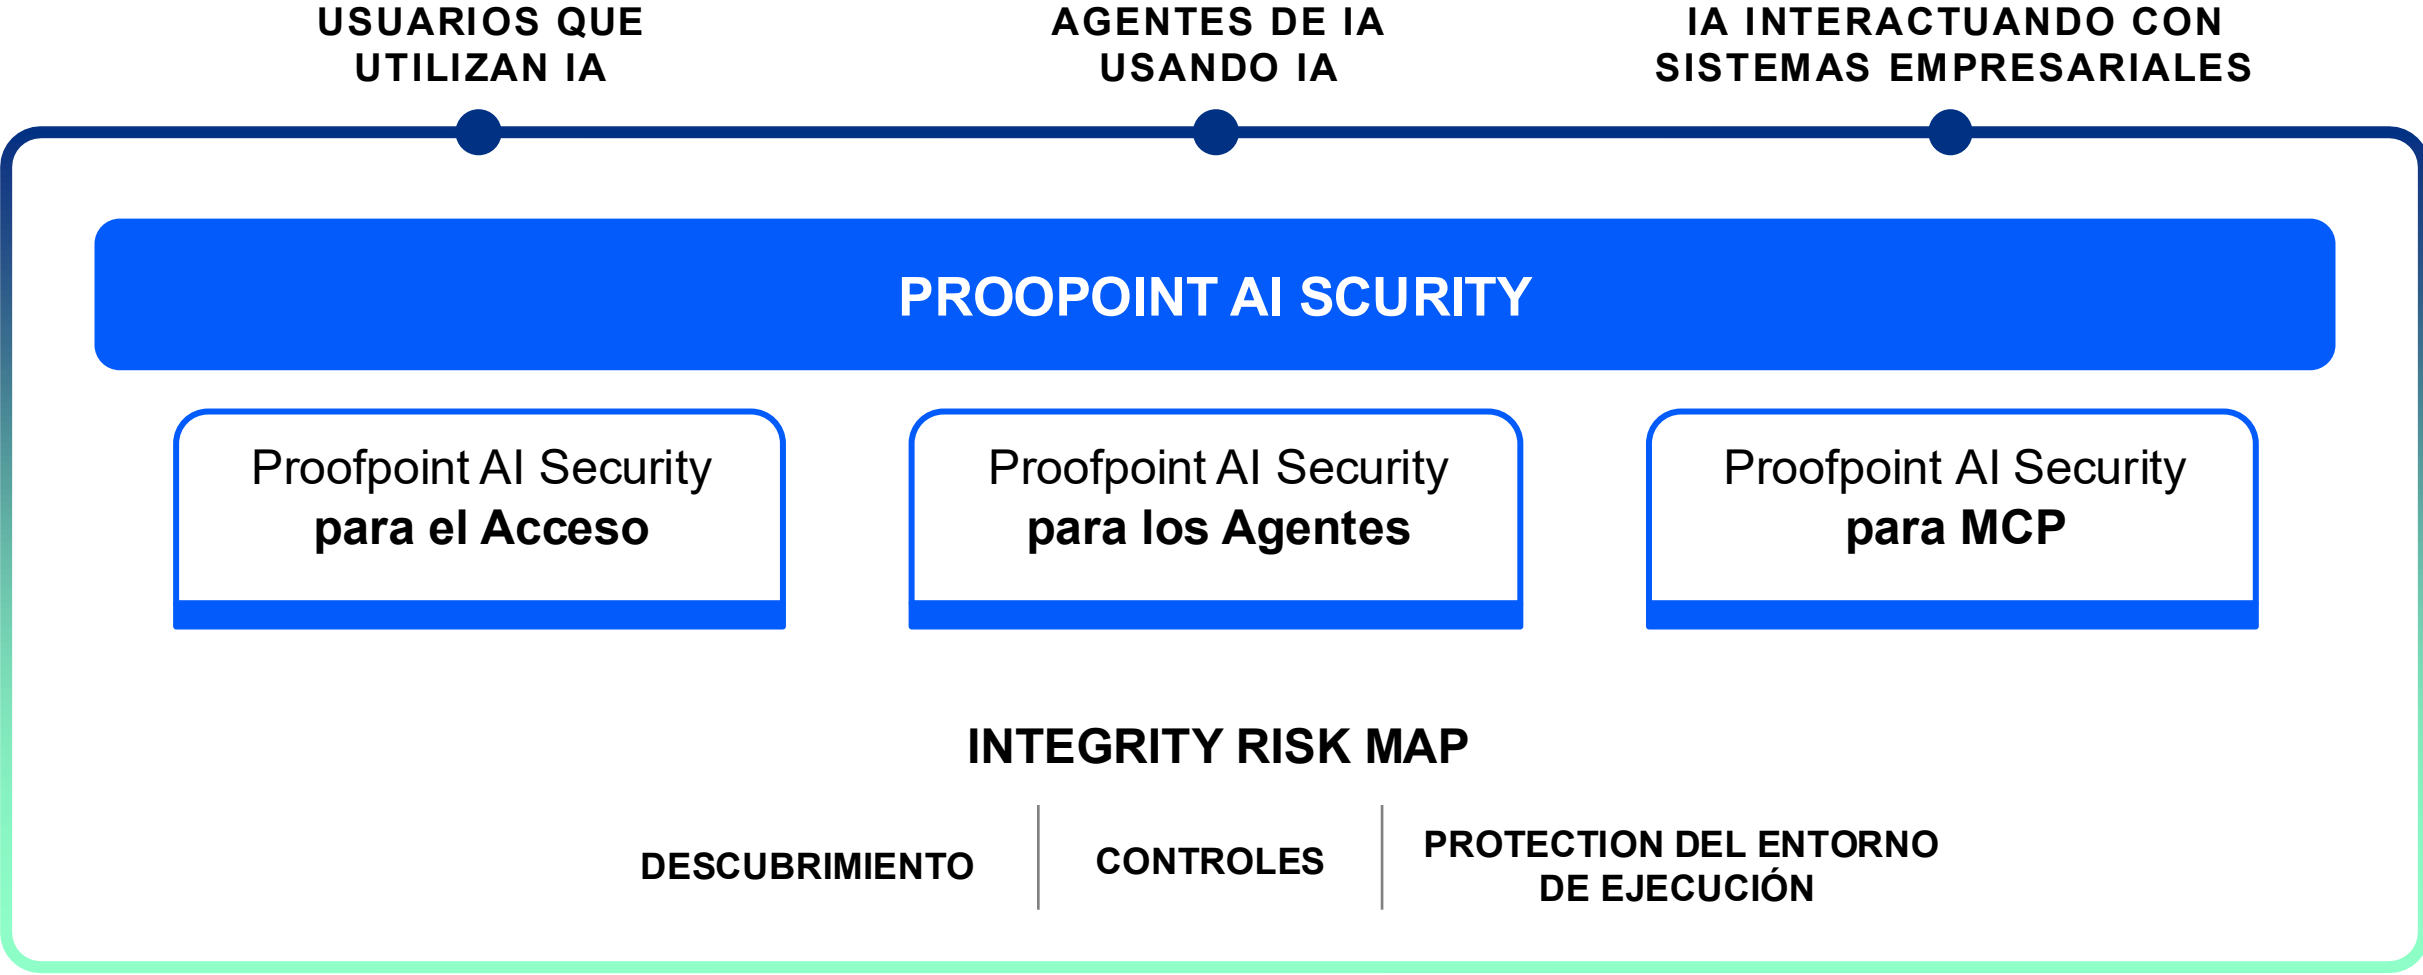 USUARIOS QUE
UTILIZAN IA
AGENTES DE IA
USANDO IA
IA INTERACTUANDO CON
SISTEMAS EMPRESARIALES
PROOPOINT AI SCURITY
Proofpoint AI Security
para el Acceso
Proofpoint AI Security
para los Agentes
Proofpoint AI Security
para MCP
INTEGRITY RISK MAP
DESCUBRIMIENTO
CONTROLES
PROTECTION DEL ENTORNO
DE EJECUCIÓN